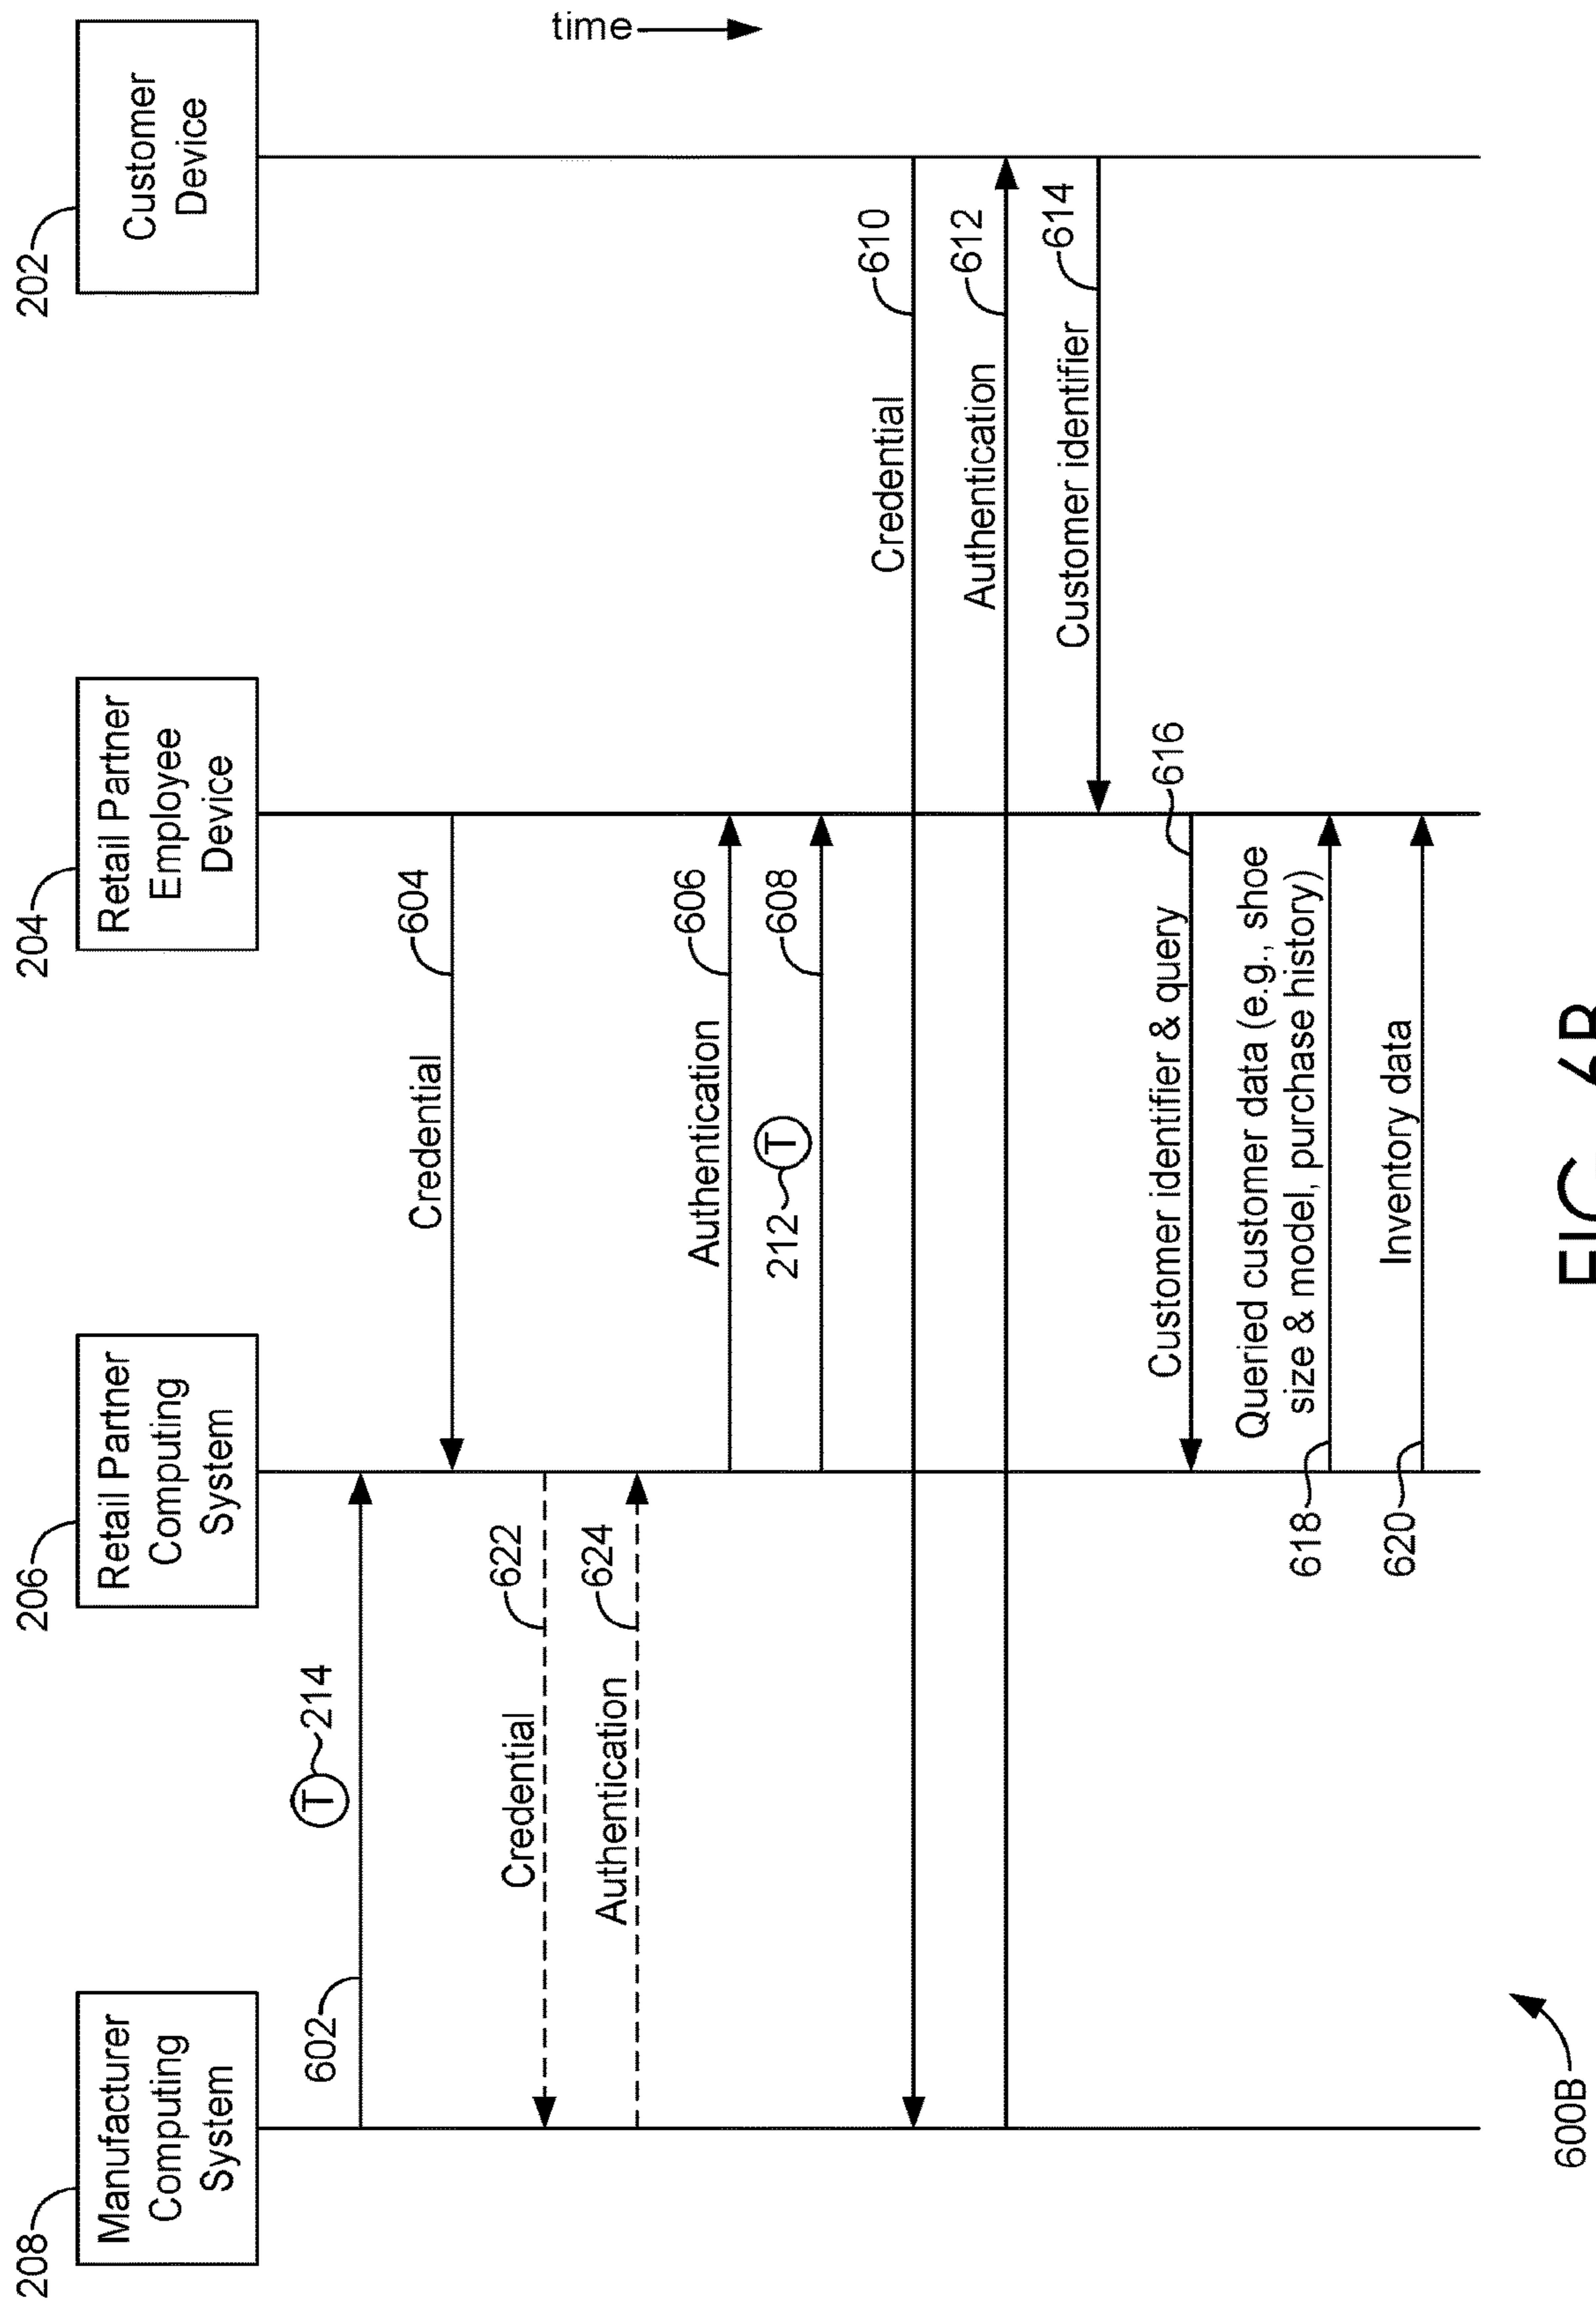 208
206
204
202
Manufacturer
Computing
System
Retail Partner
Computing
System
Retail Partner
Employee
Device
Customer
Device
time
602
T
214
Credential
604
Credential
622
Authentication
624
Authentication
606
212
T
608
Credential
610
Authentication
612
Customer identifier
614
Customer identifier & query
616
Queried customer data (e.g., shoe
size & model, purchase history)
618
Inventory data
620
600B
FIG. 6B